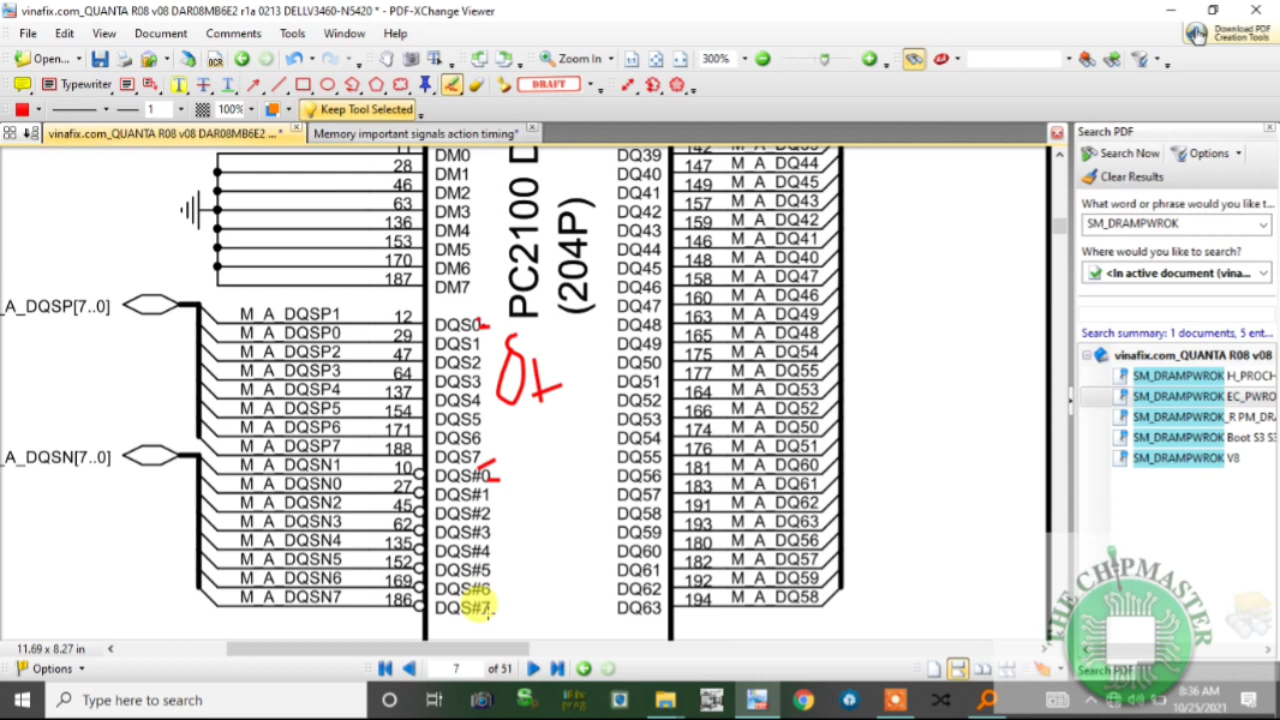 vinafix.com_QUANTA R08 v08 DAR08MB6E2 r1a 0213 DELLV3460-N5420 * - PDF-XChange Viewer
File Edit View Document Comments Tools Window Help
Download PDF
Creation Tools
Open... OCR Zoom In 300%
Typewriter DRAFT
1 100% Keep Tool Selected
vinafix.com_QUANTA R08 v08 DAR08MB6E2 ... * Memory important signals action timing*
Search PDF
Search Now Options
Clear Results
What word or phrase would you like t...
SM_DRAMPWROK
Where would you like to search?
<In active document (vina...
Search summary: 1 documents, 5 ent...
vinafix.com_QUANTA R08 v08
SM_DRAMPWROK H_PROCH
SM_DRAMPWROK EC_PWRO
SM_DRAMPWROK_R PM_DRA
SM_DRAMPWROK Boot S3 S3
SM_DRAMPWROK V8
11 DM0
28 DM1
46 DM2
63 DM3
136 DM4
153 DM5
170 DM6
187 DM7
_A_DQSP[7..0]
M_A_DQSP1 12 DQS0
M_A_DQSP0 29 DQS1
M_A_DQSP2 47 DQS2
M_A_DQSP3 64 DQS3
M_A_DQSP4 137 DQS4
M_A_DQSP5 154 DQS5
M_A_DQSP6 171 DQS6
M_A_DQSP7 188 DQS7
_A_DQSN[7..0]
M_A_DQSN1 10 DQS#0
M_A_DQSN0 27 DQS#1
M_A_DQSN2 45 DQS#2
M_A_DQSN3 62 DQS#3
M_A_DQSN4 135 DQS#4
M_A_DQSN5 152 DQS#5
M_A_DQSN6 169 DQS#6
M_A_DQSN7 186 DQS#7
PC2100 D
(204P)
DQ39 142 M_A_DQ35
DQ40 147 M_A_DQ44
DQ41 149 M_A_DQ45
DQ42 157 M_A_DQ43
DQ43 159 M_A_DQ42
DQ44 146 M_A_DQ41
DQ45 148 M_A_DQ40
DQ46 158 M_A_DQ47
DQ47 160 M_A_DQ46
DQ48 163 M_A_DQ49
DQ49 165 M_A_DQ48
DQ50 175 M_A_DQ54
DQ51 177 M_A_DQ55
DQ52 164 M_A_DQ53
DQ53 166 M_A_DQ52
DQ54 174 M_A_DQ50
DQ55 176 M_A_DQ51
DQ56 181 M_A_DQ60
DQ57 183 M_A_DQ61
DQ58 191 M_A_DQ62
DQ59 193 M_A_DQ63
DQ60 180 M_A_DQ56
DQ61 182 M_A_DQ57
DQ62 192 M_A_DQ59
DQ63 194 M_A_DQ58
THE CHIPMASTER
11.69 x 8.27 in
Options 7 of 51
Search PDF
Type here to search
8:36 AM
10/25/2021